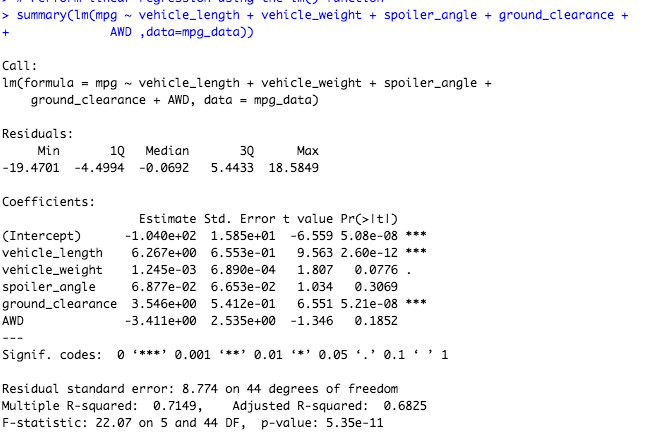 > # Perform linear regression using the lm() function
> summary(lm(mpg ~ vehicle_length + vehicle_weight + spoiler_angle + ground_clearance +
+             AWD ,data=mpg_data))
Call:
lm(formula = mpg ~ vehicle_length + vehicle_weight + spoiler_angle +
    ground_clearance + AWD, data = mpg_data)
Residuals:
     Min       1Q   Median       3Q      Max
-19.4701  -4.4994  -0.0692   5.4433  18.5849
Coefficients:
                   Estimate Std. Error t value Pr(>|t|)
(Intercept)      -1.040e+02  1.585e+01  -6.559 5.08e-08 ***
vehicle_length    6.267e+00  6.553e-01   9.563 2.60e-12 ***
vehicle_weight    1.245e-03  6.890e-04   1.807   0.0776 .
spoiler_angle     6.877e-02  6.653e-02   1.034   0.3069
ground_clearance  3.546e+00  5.412e-01   6.551 5.21e-08 ***
AWD              -3.411e+00  2.535e+00  -1.346   0.1852
---
Signif. codes:  0 ‘***’ 0.001 ‘**’ 0.01 ‘*’ 0.05 ‘.’ 0.1 ‘ ’ 1
Residual standard error: 8.774 on 44 degrees of freedom
Multiple R-squared:  0.7149,    Adjusted R-squared:  0.6825
F-statistic: 22.07 on 5 and 44 DF,  p-value: 5.35e-11